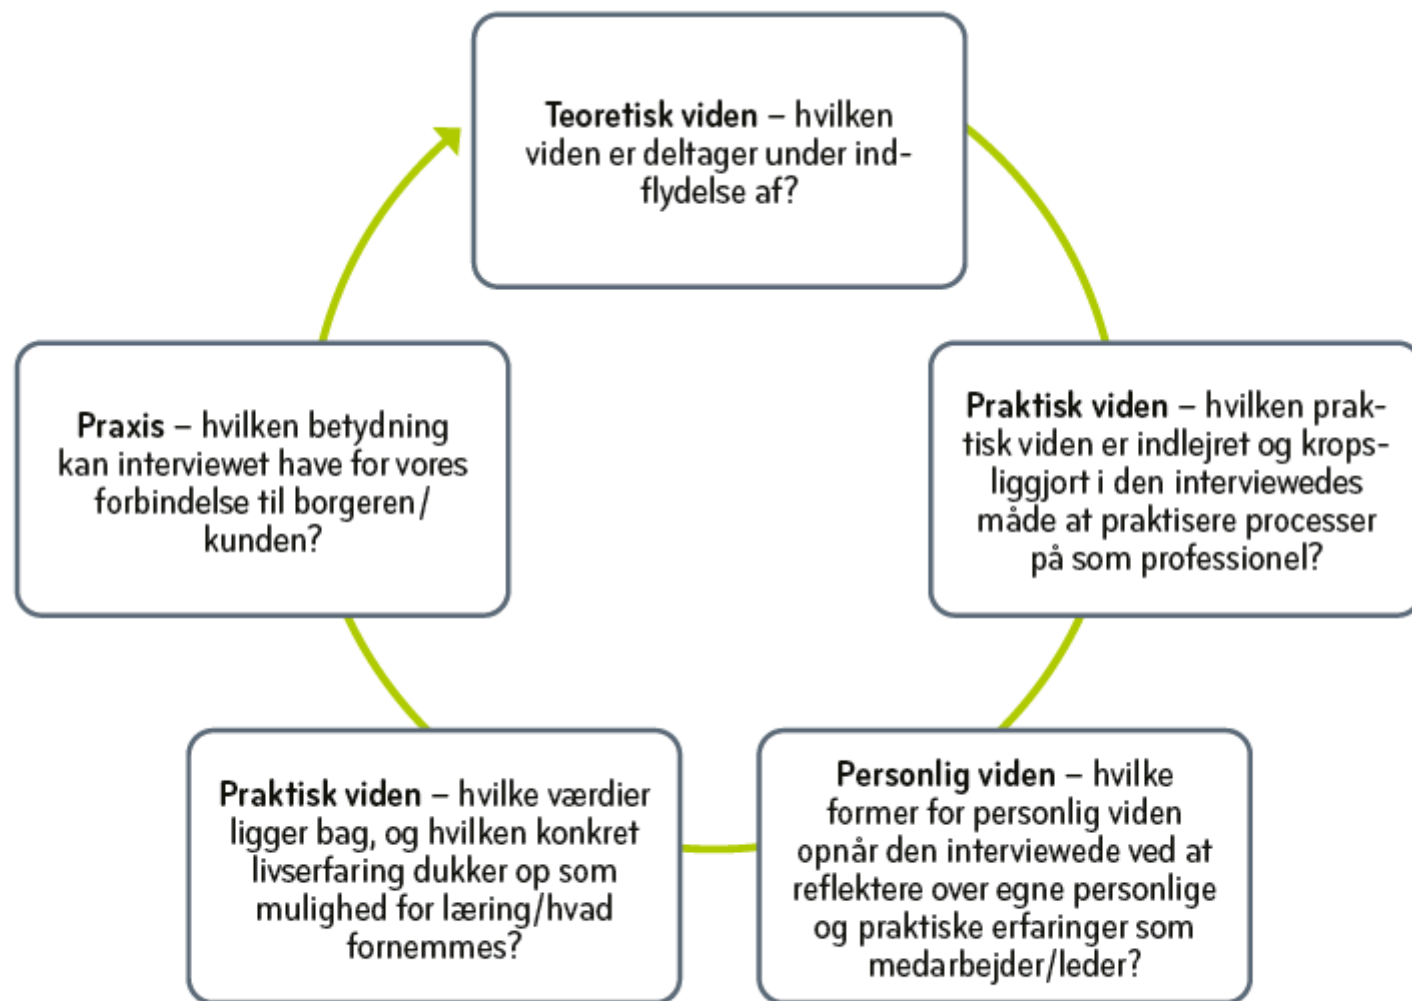 Teoretisk viden – hvilken
viden er deltager under ind-
flydelse af?
Praktisk viden – hvilken prak-
tisk viden er indlejret og krops-
liggjort i den interviewedes
måde at praktisere processer
på som professionel?
Personlig viden – hvilke
former for personlig viden
opnår den interviewede ved at
reflektere over egne personlige
og praktiske erfaringer som
medarbejder/leder?
Praktisk viden – hvilke værdier
ligger bag, og hvilken konkret
livserfaring dukker op som
mulighed for læring/hvad
fornemmes?
Praxis – hvilken betydning
kan interviewet have for vores
forbindelse til borgeren/
kunden?